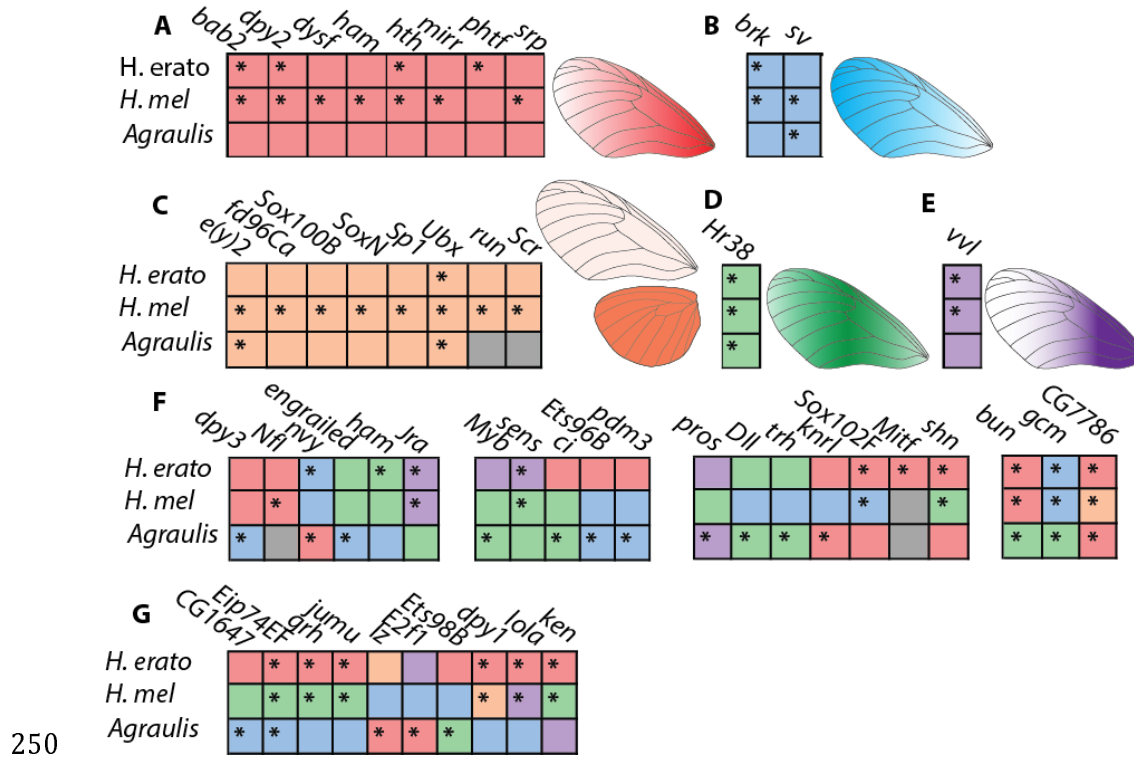 A bab2 dpy2 dysf ham hth mirr phtf srp B brk sv
H. erato * * * * *
H. mel * * * * * * * * *
Agraulis *
C e(y)2 fd96Ca Sox100B SoxN Sp1 Ubx run Scr D Hr38 E vvl
H. erato * * *
H. mel * * * * * * * * * *
Agraulis * * *
F dpy3 Nfl nvy engrailed ham Jra Myb sens ci Ets96B pdm3 pros Dll trh knrl Sox102F Mitf shn bun gcm CG7786
H. erato * * * * * * * * * *
H. mel * * * * * * * *
Agraulis * * * * * * * * * * * * * *
G CG1647 Eip74EF grh jumu lz E2f1 Ets98B dpy1 lola ken
H. erato * * * * * *
H. mel * * * * * *
Agraulis * * * * *
250